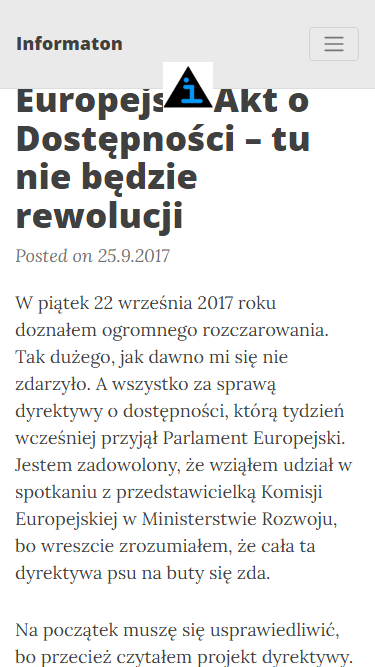 Informaton
Europejs Akt o
Dostępności – tu
nie będzie
rewolucji
Posted on 25.9.2017
W piątek 22 września 2017 roku
doznałem ogromnego rozczarowania.
Tak dużego, jak dawno mi się nie
zdarzyło. A wszystko za sprawą
dyrektywy o dostępności, którą tydzień
wcześniej przyjął Parlament Europejski.
Jestem zadowolony, że wziąłem udział w
spotkaniu z przedstawicielką Komisji
Europejskiej w Ministerstwie Rozwoju,
bo wreszcie zrozumiałem, że cała ta
dyrektywa psu na buty się zda.
Na początek muszę się usprawiedliwić,
bo przecież czytałem projekt dyrektywy.